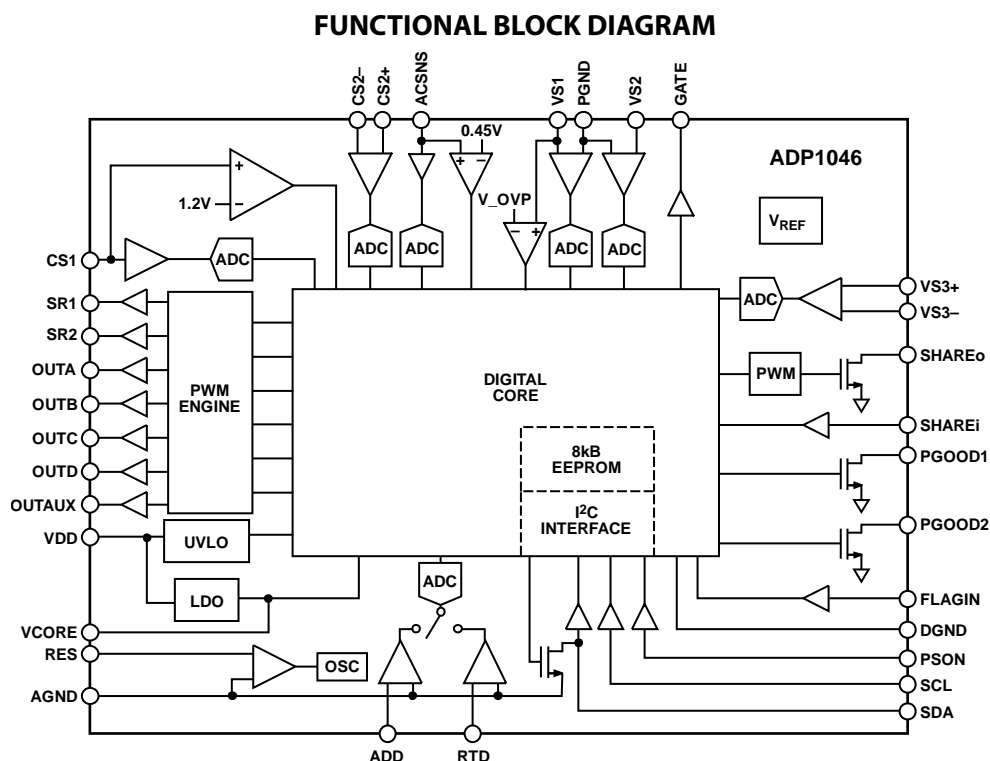 FUNCTIONAL BLOCK DIAGRAM
CS2–
CS2+
ACSNS
VS1
PGND
VS2
GATE
ADP1046
0.45V
+ –
+
–
1.2V
V_OVP
– +
VREF
ADC
ADC
ADC
ADC
CS1
ADC
SR1
SR2
OUTA
OUTB
OUTC
OUTD
OUTAUX
VDD
VCORE
RES
AGND
PWM
ENGINE
UVLO
LDO
OSC
DIGITAL
CORE
8kB
EEPROM
I2C
INTERFACE
ADC
ADC
PWM
VS3+
VS3–
SHAREo
SHAREi
PGOOD1
PGOOD2
FLAGIN
DGND
PSON
SCL
SDA
ADD
RTD